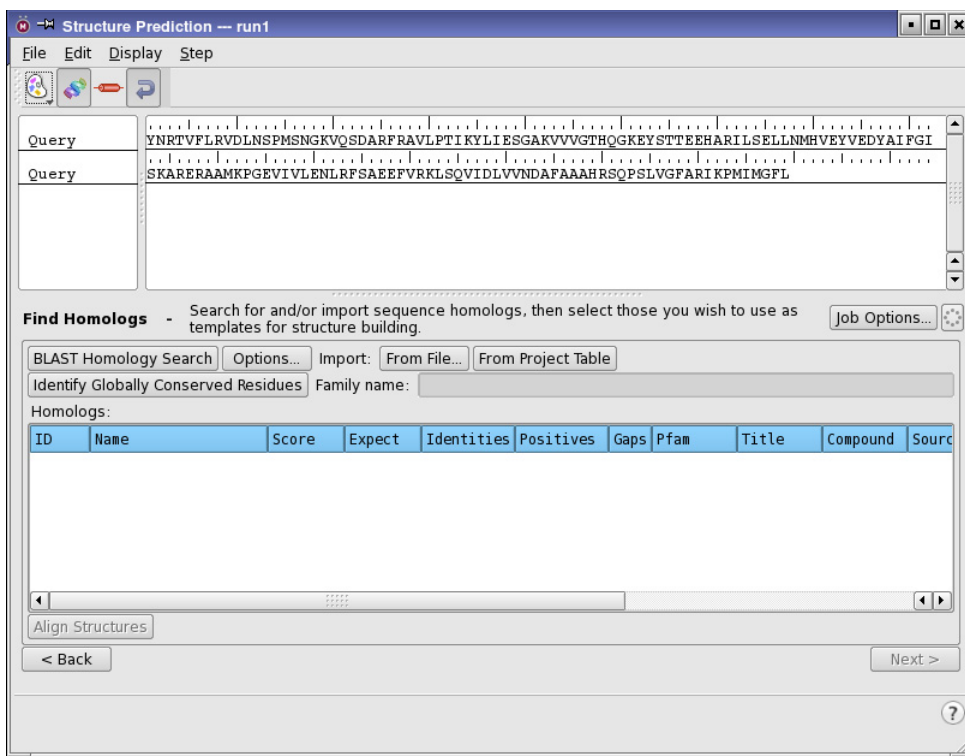 Structure Prediction --- run1
File Edit Display Step
Query YNRTVFLRVDLNSPMSNGKVQSDARFRAVLPTIKYLIESGAKVVVGTHQGKEYSTTEEHARILSELLNMHVEYVEDYAIFGI
Query SKARERAAMKPGEVIVLENLRFSAEEFVRKLSQVIDLVVNDAFAAAHRSQPSLVGFARIKPMIMGFL
Find Homologs - Search for and/or import sequence homologs, then select those you wish to use as
templates for structure building.
Job Options...
BLAST Homology Search Options... Import: From File... From Project Table
Identify Globally Conserved Residues Family name:
Homologs:
ID Name Score Expect Identities Positives Gaps Pfam Title Compound Sourc
Align Structures
< Back Next >
?